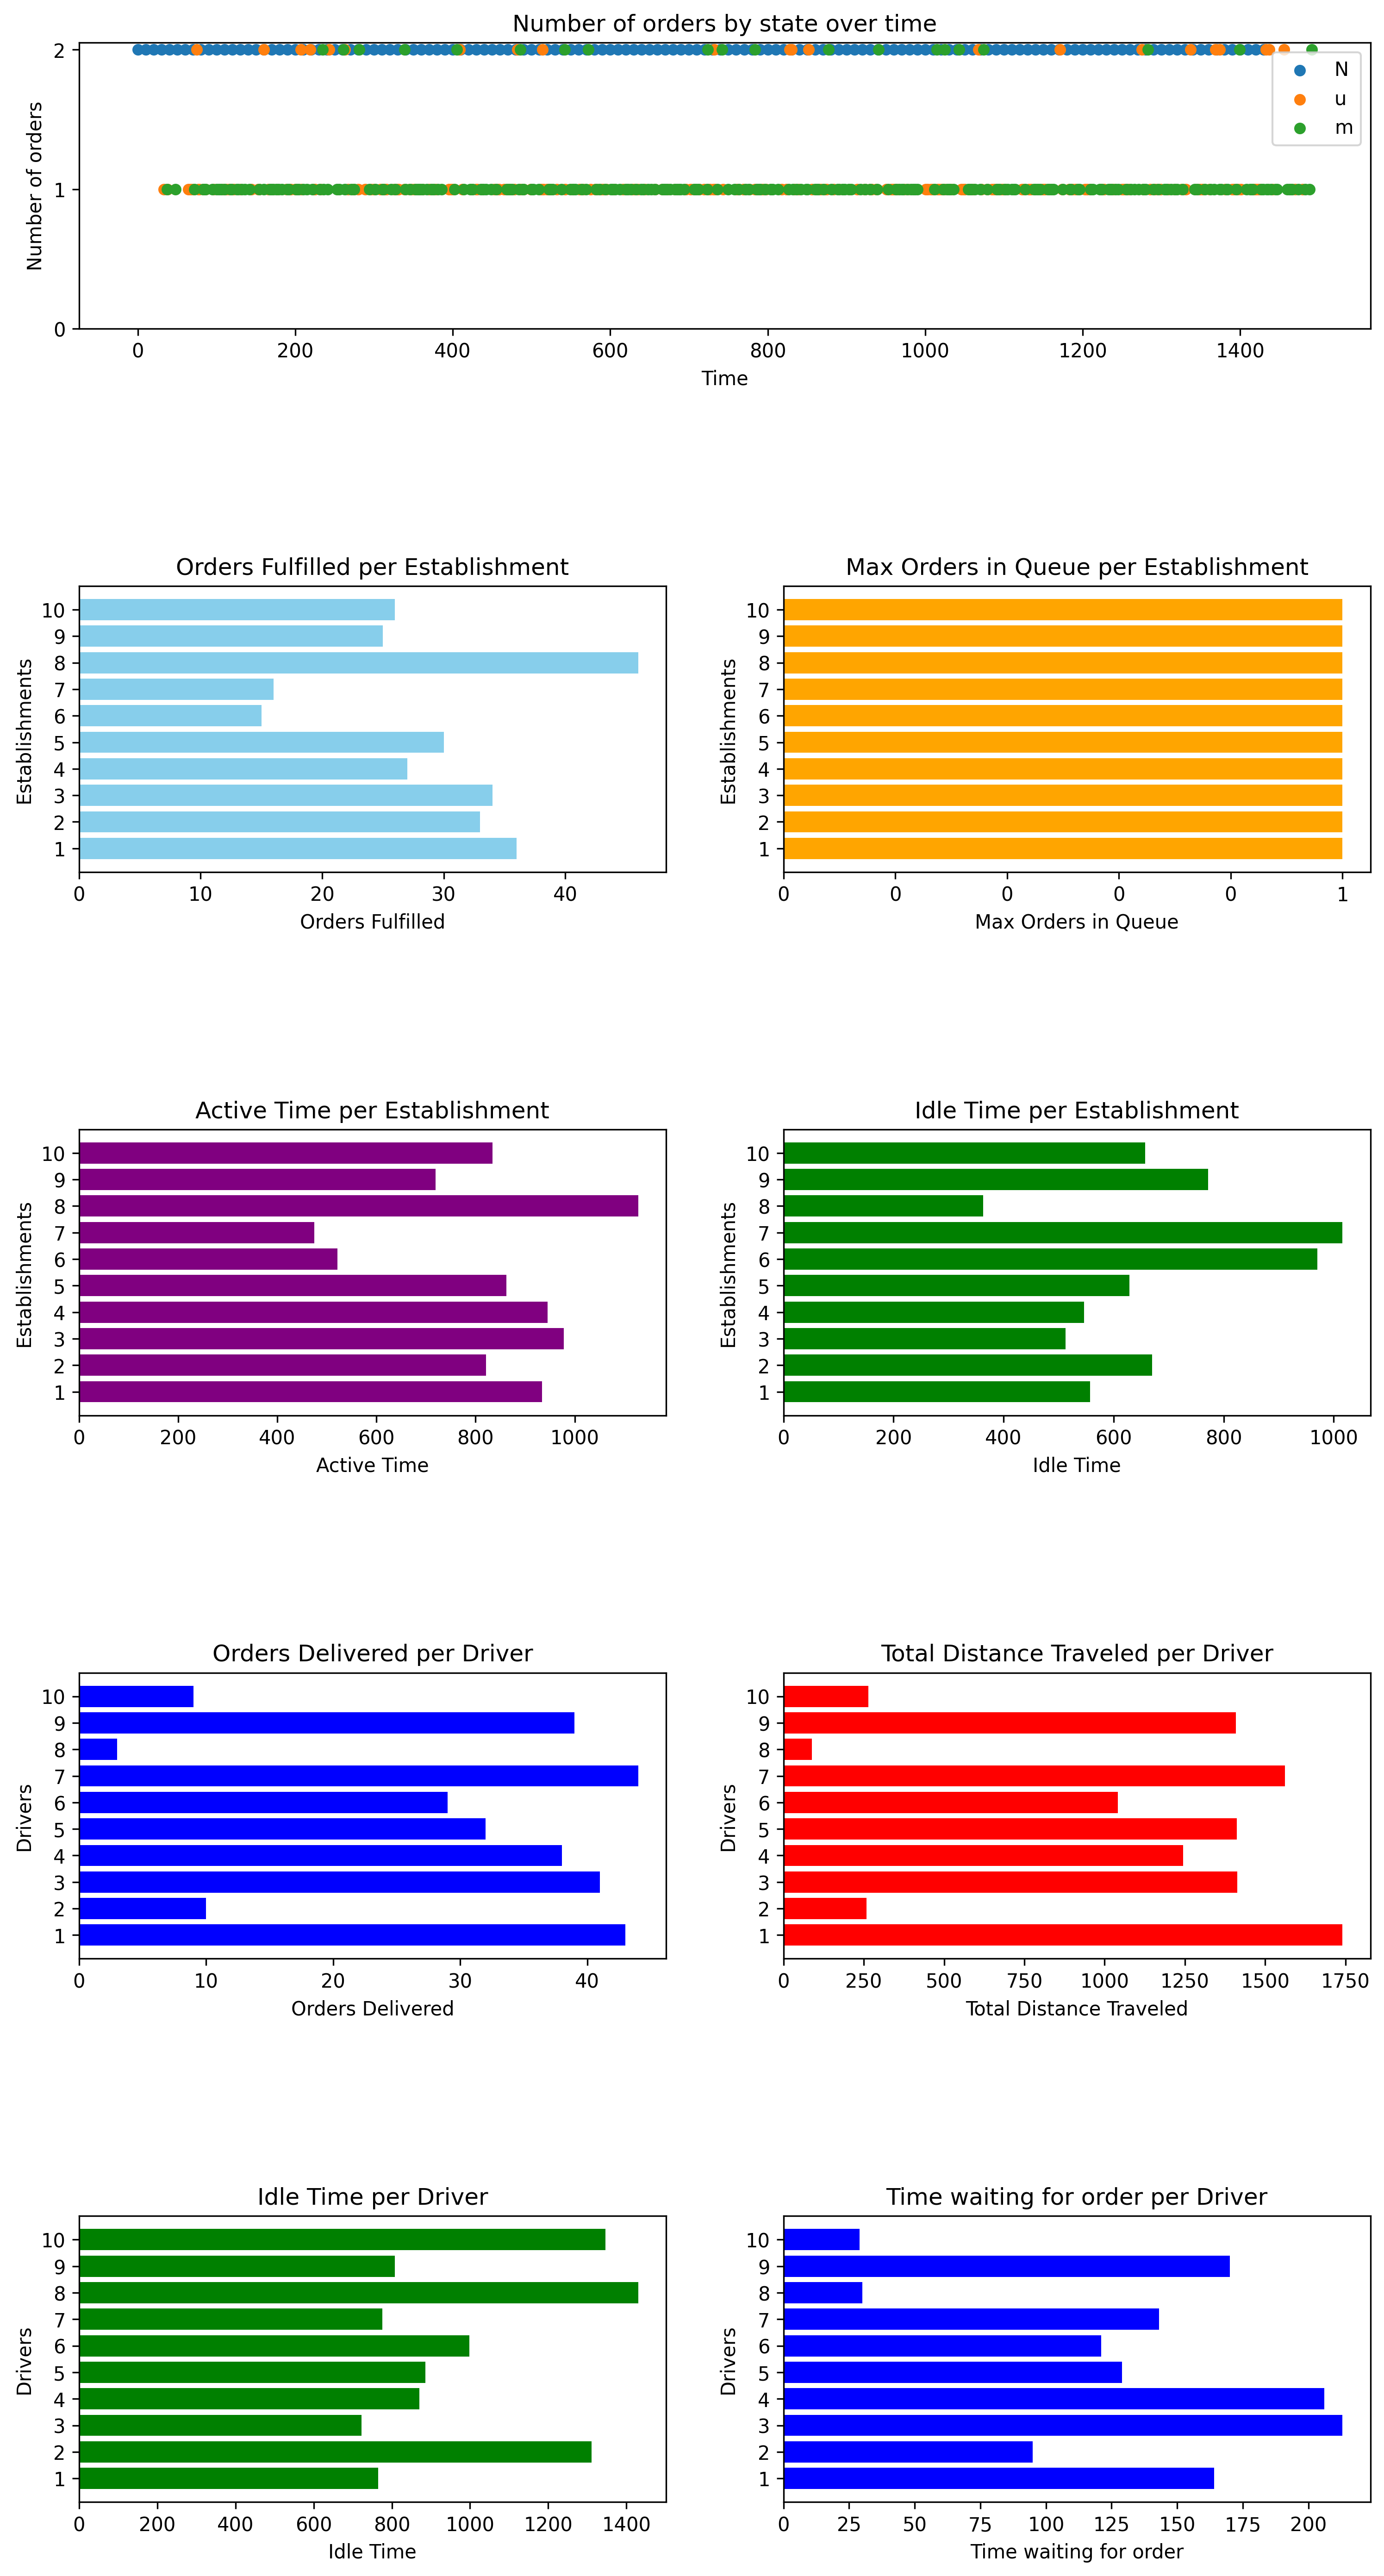 Number of orders by state over time
Number of orders
2
1
0
N
u
m
0 200 400 600 800 1000 1200 1400
Time
Orders Fulfilled per Establishment
Establishments
10
9
8
7
6
5
4
3
2
1
0 10 20 30 40
Orders Fulfilled
Max Orders in Queue per Establishment
Establishments
10
9
8
7
6
5
4
3
2
1
0 0 0 0 0 1
Max Orders in Queue
Active Time per Establishment
Establishments
10
9
8
7
6
5
4
3
2
1
0 200 400 600 800 1000
Active Time
Idle Time per Establishment
Establishments
10
9
8
7
6
5
4
3
2
1
0 200 400 600 800 1000
Idle Time
Orders Delivered per Driver
Drivers
10
9
8
7
6
5
4
3
2
1
0 10 20 30 40
Orders Delivered
Total Distance Traveled per Driver
Drivers
10
9
8
7
6
5
4
3
2
1
0 250 500 750 1000 1250 1500 1750
Total Distance Traveled
Idle Time per Driver
Drivers
10
9
8
7
6
5
4
3
2
1
0 200 400 600 800 1000 1200 1400
Idle Time
Time waiting for order per Driver
Drivers
10
9
8
7
6
5
4
3
2
1
0 25 50 75 100 125 150 175 200
Time waiting for order